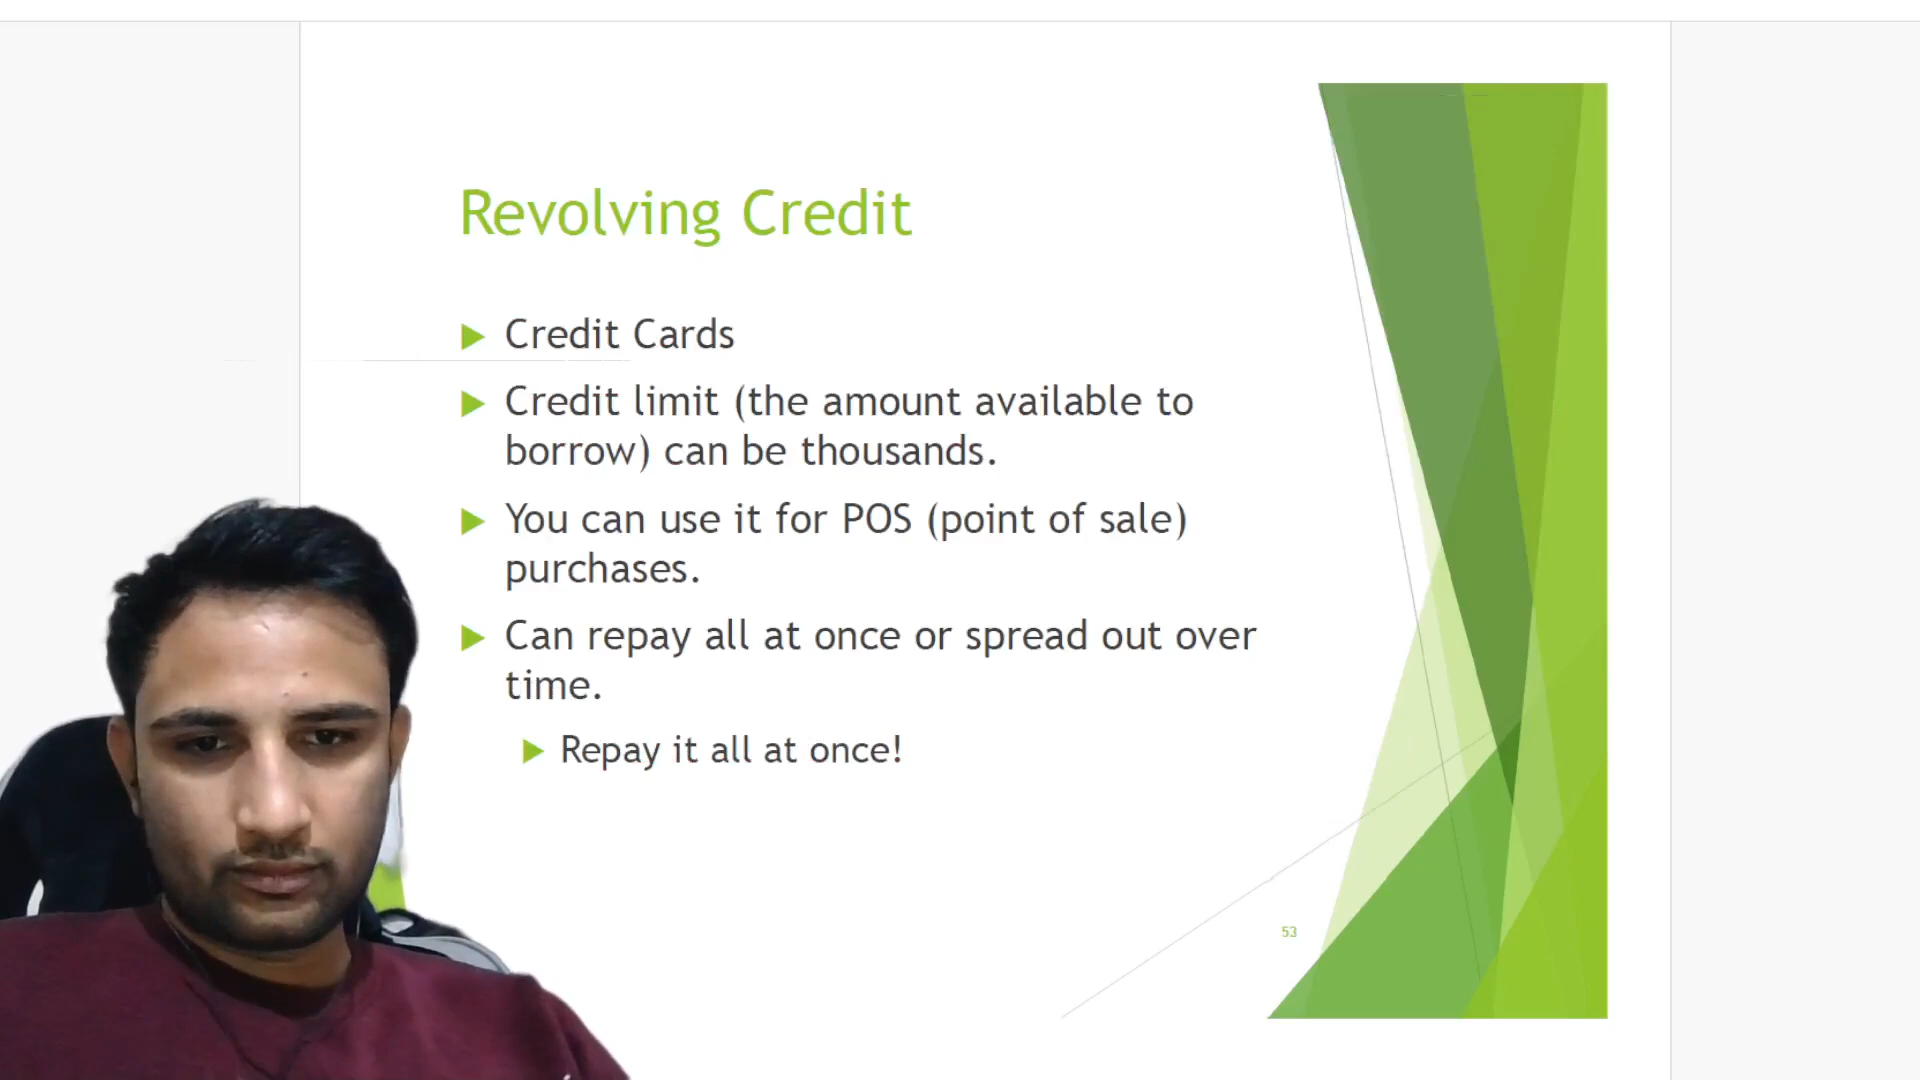 Revolving Credit
Credit Cards
Credit limit (the amount available to
borrow) can be thousands.
You can use it for POS (point of sale)
purchases.
Can repay all at once or spread out over
time.
Repay it all at once!
53